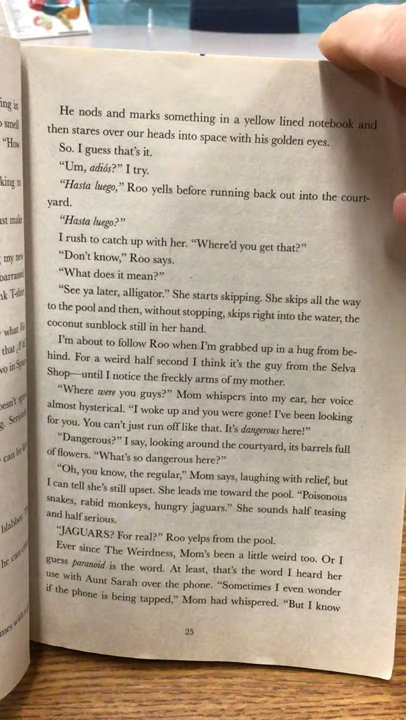 He nods and marks something in a yellow lined notebook and
then stares over our heads into space with his golden eyes.
So. I guess that's it.
"Um, adiós?" I try.
"Hasta luego," Roo yells before running back out into the court-
yard.
"Hasta luego?"
I rush to catch up with her. "Where'd you get that?"
"Don't know," Roo says.
"What does it mean?"
"See ya later, alligator." She starts skipping. She skips all the way
to the pool and then, without stopping, skips right into the water, the
coconut sunblock still in her hand.
I'm about to follow Roo when I'm grabbed up in a hug from be-
hind. For a weird half second I think it's the guy from the Selva
Shop—until I notice the freckly arms of my mother.
"Where were you guys?" Mom whispers into my ear, her voice
almost hysterical. "I woke up and you were gone! I've been looking
for you. You can't just run off like that. It's dangerous here!"
"Dangerous?" I say, looking around the courtyard, its barrels full
of flowers. "What's so dangerous here?"
"Oh, you know, the regular," Mom says, laughing with relief, but
I can tell she's still upset. She leads me toward the pool. "Poisonous
snakes, rabid monkeys, hungry jaguars." She sounds half teasing
and half serious.
"JAGUARS? For real?" Roo yelps from the pool.
Ever since The Weirdness, Mom's been a little weird too. Or I
guess paranoid is the word. At least, that's the word I heard her
use with Aunt Sarah over the phone. "Sometimes I even wonder
if the phone is being tapped," Mom had whispered. "But I know
25